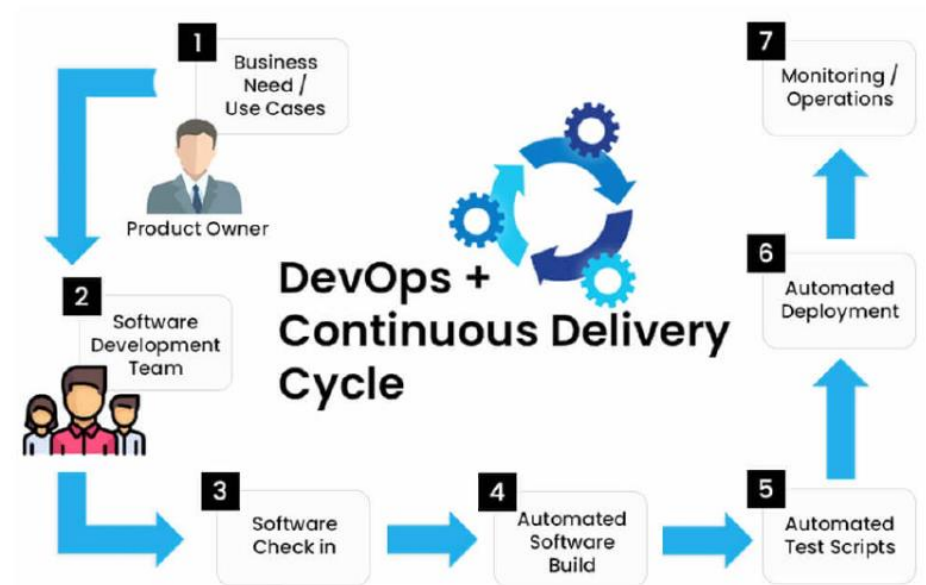 1
Business
Need /
Use Cases
Product Owner
2
Software
Development
Team
3
Software
Check in
4
Automated
Software
Build
5
Automated
Test Scripts
6
Automated
Deployment
7
Monitoring /
Operations
DevOps +
Continuous Delivery
Cycle